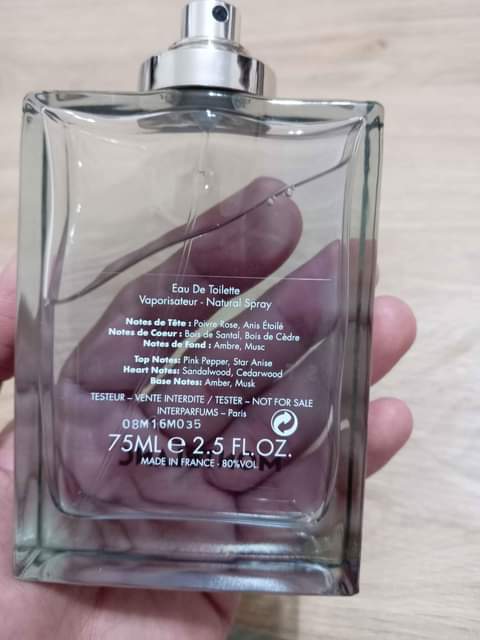 Eau De Toilette
Vaporisateur - Natural Spray
Notes de Tête : Poivre Rose, Anis Étoilé
Notes de Coeur : Bois de Santal, Bois de Cèdre
Notes de Fond : Ambre, Musc
Top Notes: Pink Pepper, Star Anise
Heart Notes: Sandalwood, Cedarwood
Base Notes: Amber, Musk
TESTEUR – VENTE INTERDITE / TESTER – NOT FOR SALE
INTERPARFUMS – Paris
08M16M035
75ML e 2.5 FL.OZ.
MADE IN FRANCE - 80%VOL